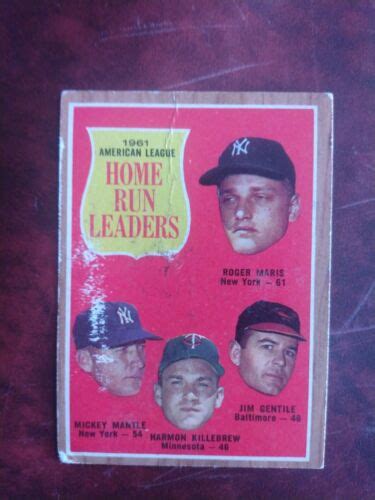 1961
AMERICAN LEAGUE
HOME
RUN
LEADERS
NY
ROGER MARIS
New York – 61
NY
TC
MICKEY MANTLE
New York – 54
HARMON KILLEBREW
Minnesota – 46
JIM GENTILE
Baltimore – 46